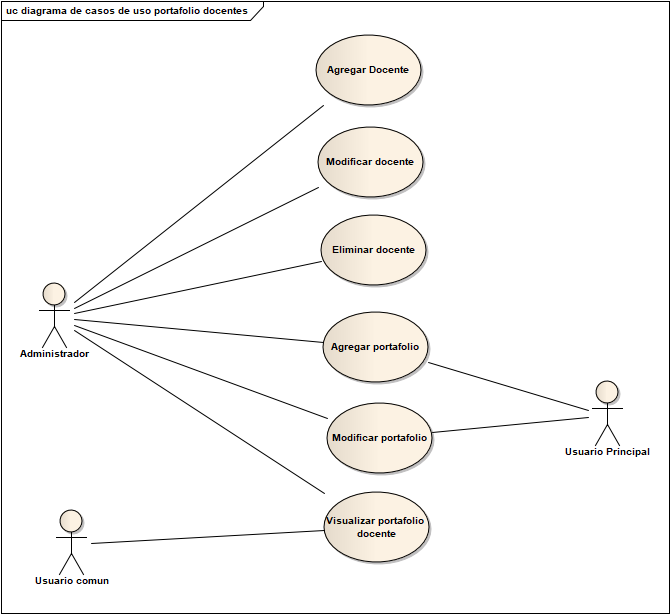 uc diagrama de casos de uso portafolio docentes
Agregar Docente
Modificar docente
Eliminar docente
Administrador
Agregar portafolio
Modificar portafolio
Usuario Principal
Visualizar portafolio
docente
Usuario comun